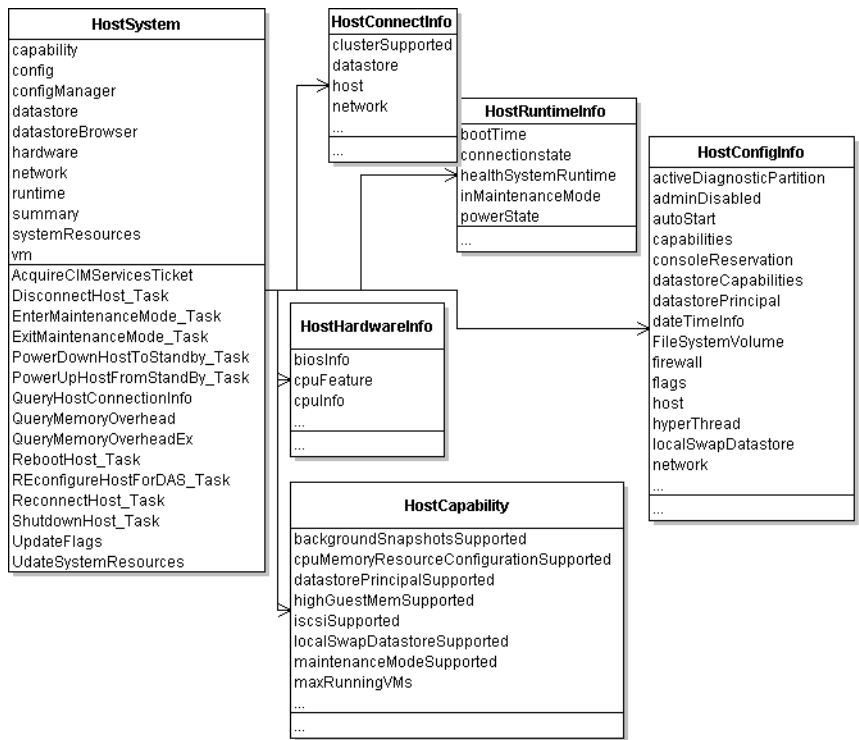 HostSystem
capability
config
configManager
datastore
datastoreBrowser
hardware
network
runtime
summary
systemResources
vm
AcquireCIMServicesTicket
DisconnectHost_Task
EnterMaintenanceMode_Task
ExitMaintenanceMode_Task
PowerDownHostToStandby_Task
PowerUpHostFromStandBy_Task
QueryHostConnectionInfo
QueryMemoryOverhead
QueryMemoryOverheadEx
RebootHost_Task
REconfigureHostForDAS_Task
ReconnectHost_Task
ShutdownHost_Task
UpdateFlags
UdateSystemResources
HostConnectInfo
clusterSupported
datastore
host
network
...
...
HostRuntimeInfo
bootTime
connectionstate
healthSystemRuntime
inMaintenanceMode
powerState
...
HostConfigInfo
activeDiagnosticPartition
adminDisabled
autoStart
capabilities
consoleReservation
datastoreCapabilities
datastorePrincipal
dateTimeInfo
FileSystemVolume
firewall
flags
host
hyperThread
localSwapDatastore
network
...
...
HostHardwareInfo
biosInfo
cpuFeature
cpuInfo
...
...
HostCapability
backgroundSnapshotsSupported
cpuMemoryResourceConfigurationSupported
datastorePrincipalSupported
highGuestMemSupported
iscsiSupported
localSwapDatastoreSupported
maintenanceModeSupported
maxRunningVMs
...
...